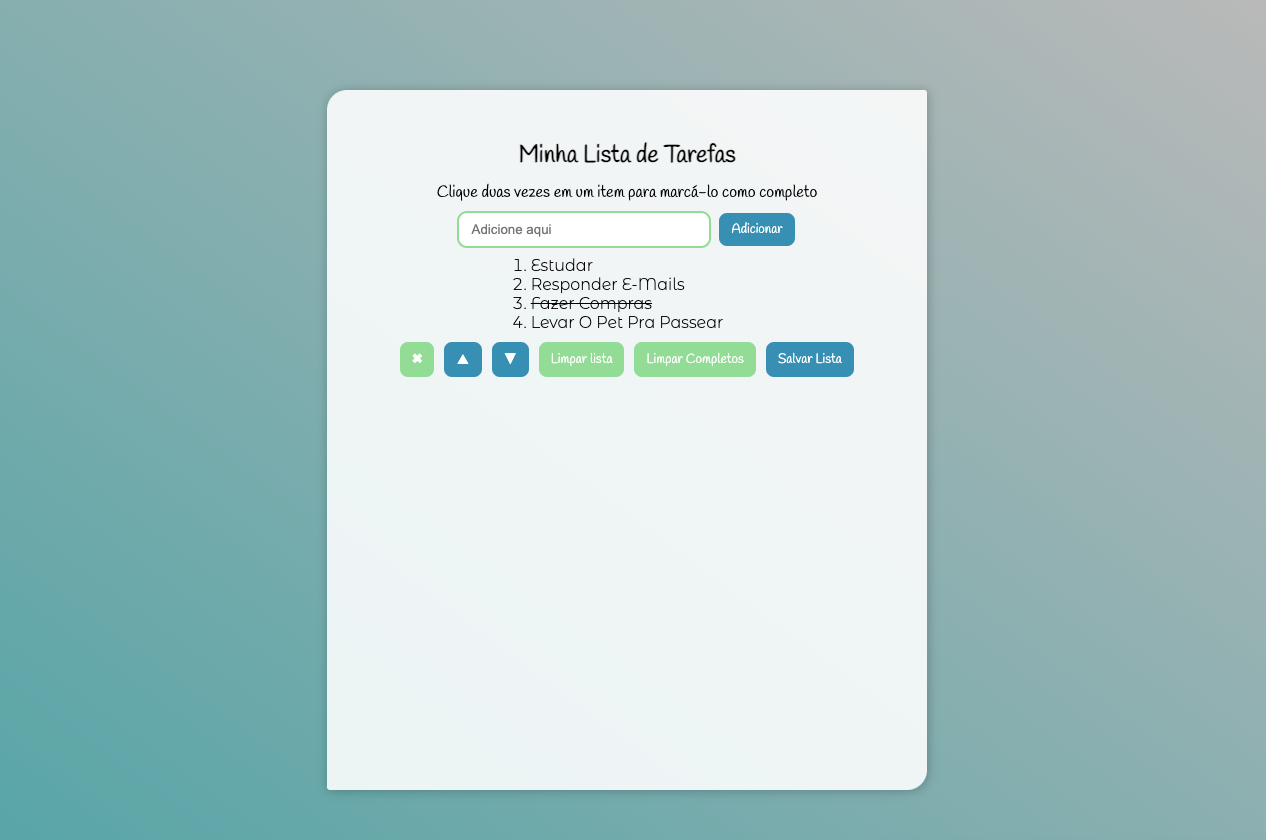 Minha Lista de Tarefas
Clique duas vezes em um item para marcá-lo como completo
Adicione aqui Adicionar
1. Estudar
2. Responder E-Mails
3. Fazer Compras
4. Levar O Pet Pra Passear
✖ ▲ ▼ Limpar lista Limpar Completos Salvar Lista